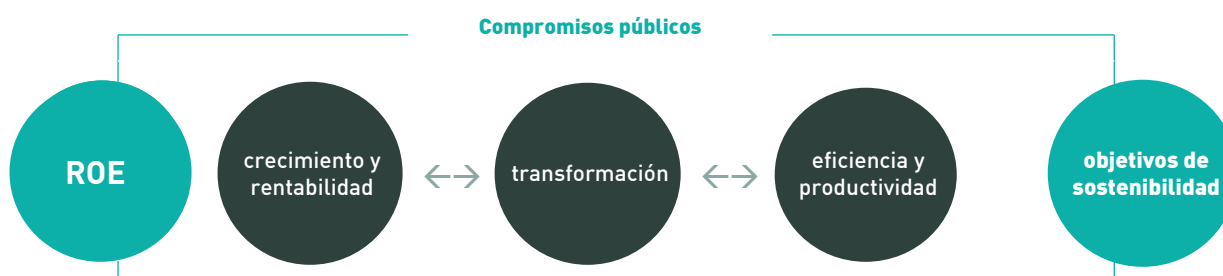 Compromisos públicos
ROE
crecimiento y
rentabilidad
transformación
eficiencia y
productividad
objetivos de
sostenibilidad